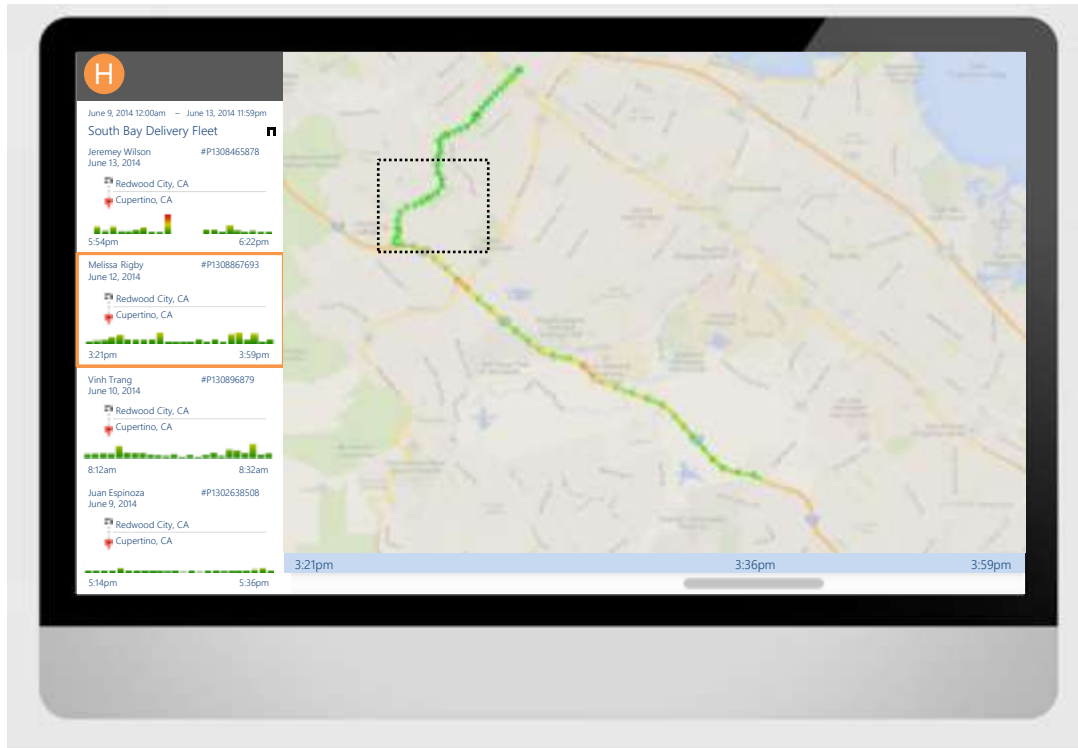 H
June 9, 2014 12:00am – June 13, 2014 11:59pm
South Bay Delivery Fleet
Jeremey Wilson #P1308465878
June 13, 2014
Redwood City, CA
Cupertino, CA
5:54pm 6:22pm
Melissa Rigby #P1308867693
June 12, 2014
Redwood City, CA
Cupertino, CA
3:21pm 3:59pm
Vinh Trang #P130896879
June 10, 2014
Redwood City, CA
Cupertino, CA
8:12am 8:32am
Juan Espinoza #P1302638508
June 9, 2014
Redwood City, CA
Cupertino, CA
5:14pm 5:36pm
3:21pm 3:36pm 3:59pm